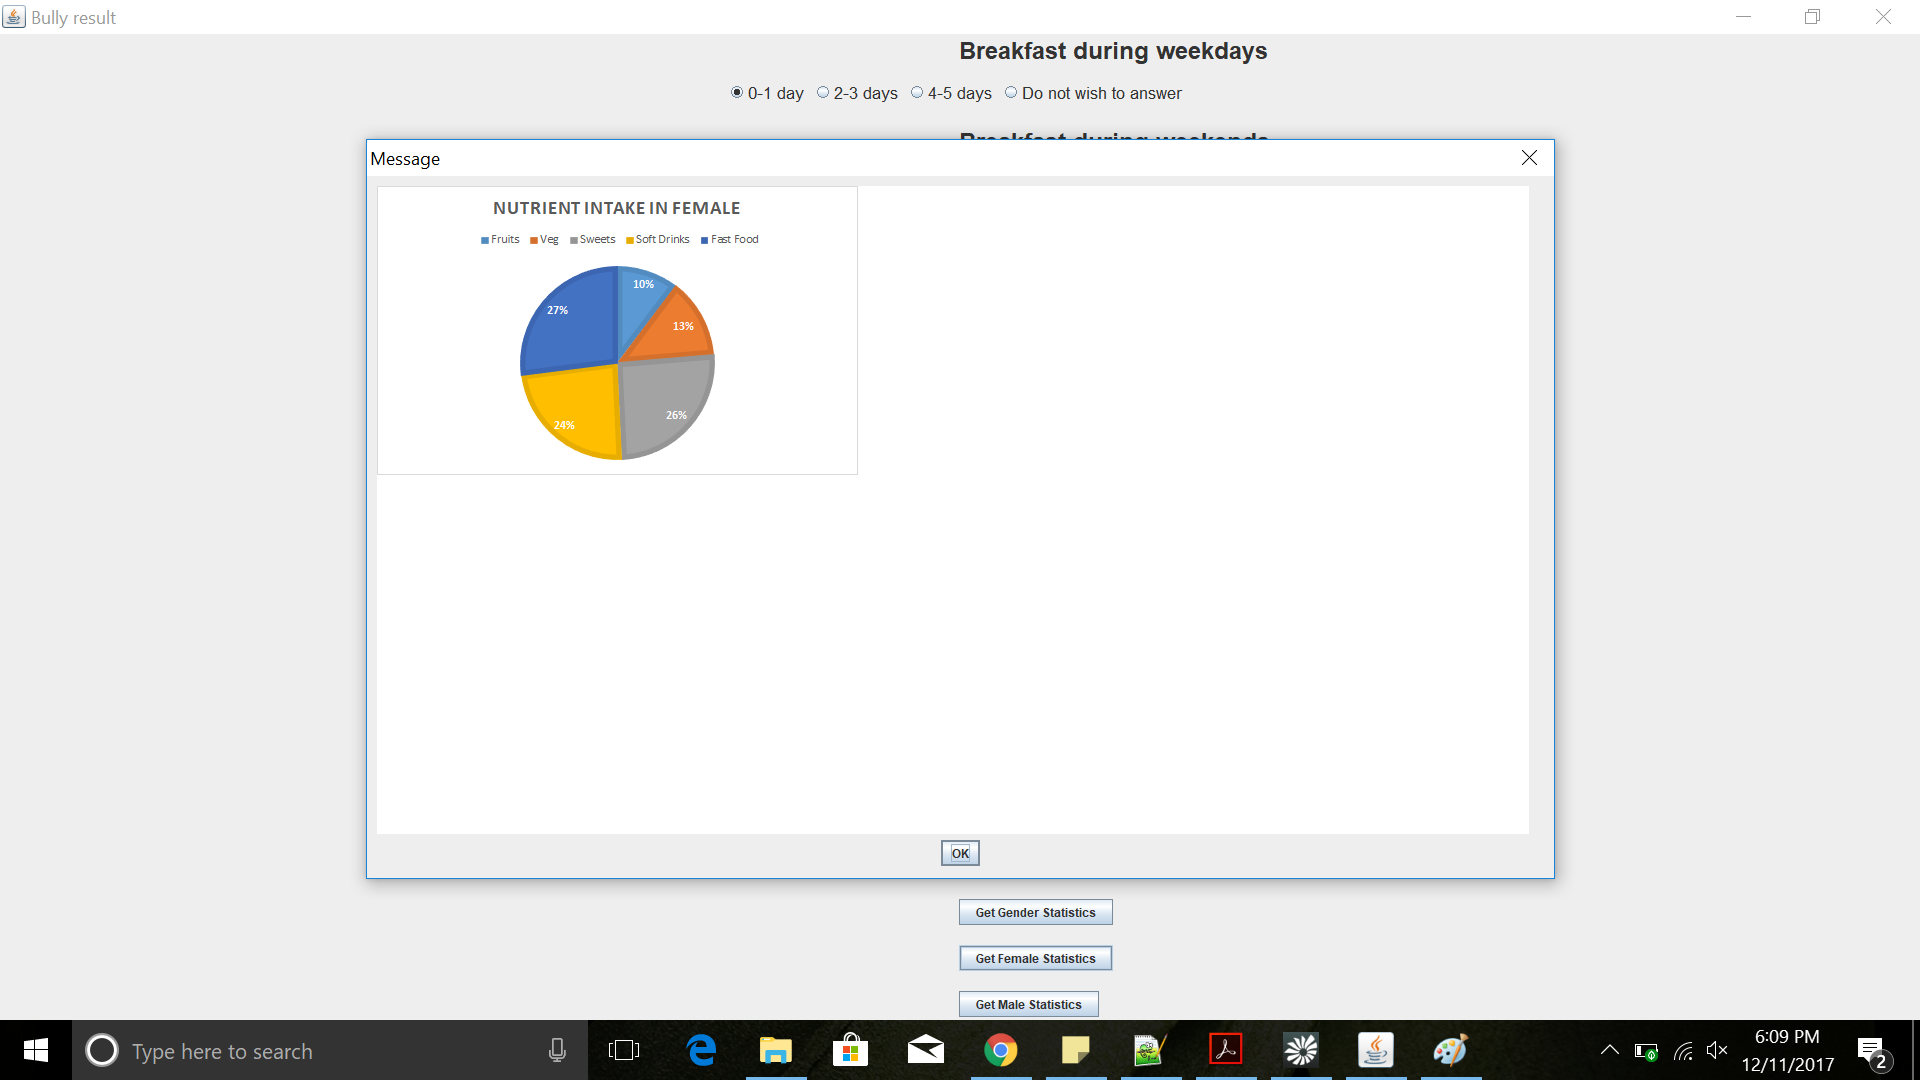 Bully result
Breakfast during weekdays
0-1 day 2-3 days 4-5 days Do not wish to answer
Breakfast during weekends
Message
NUTRIENT INTAKE IN FEMALE
Fruits Veg Sweets Soft Drinks Fast Food
10%
27%
13%
26%
24%
OK
Get Gender Statistics
Get Female Statistics
Get Male Statistics
Type here to search
6:09 PM
12/11/2017
2